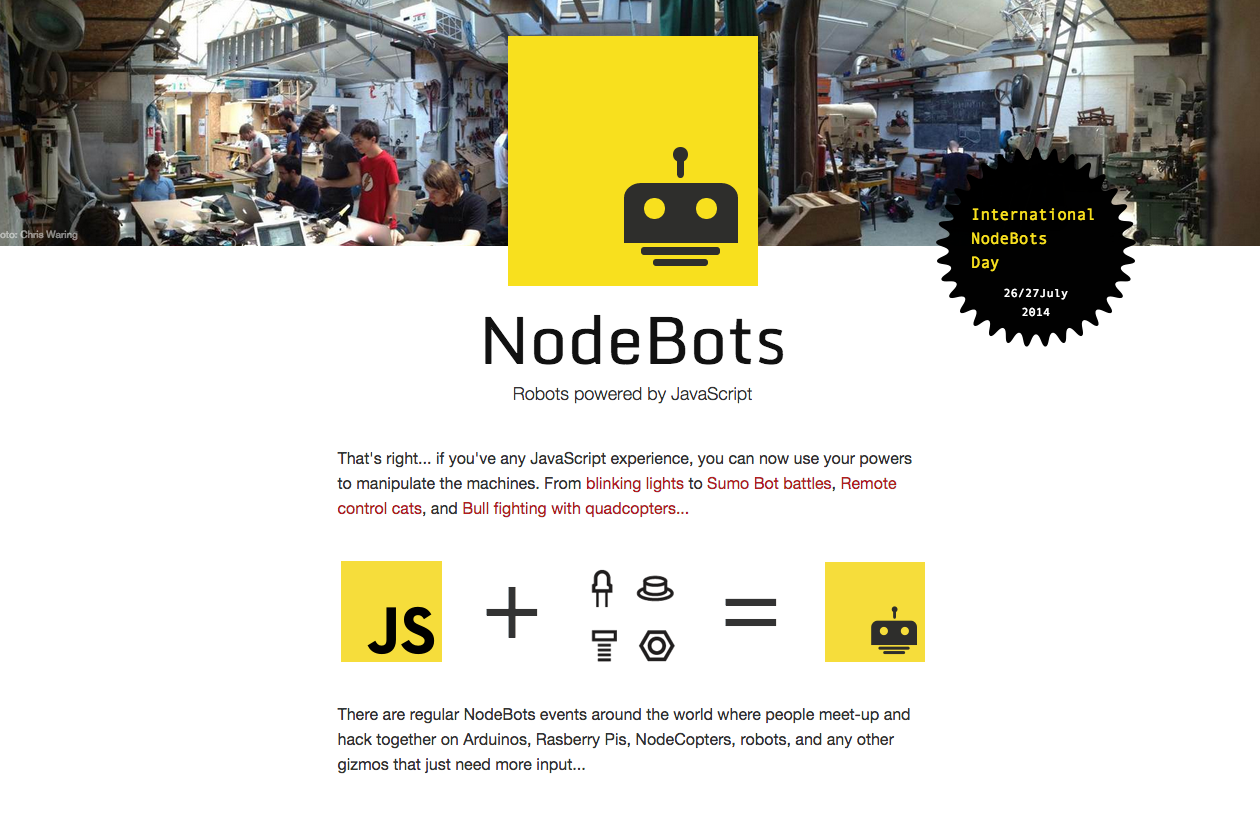 oto: Chris Waring
International
NodeBots
Day
26/27July
2014
NodeBots
Robots powered by JavaScript
That's right... if you've any JavaScript experience, you can now use your powers
to manipulate the machines. From blinking lights to Sumo Bot battles, Remote
control cats, and Bull fighting with quadcopters...
JS
There are regular NodeBots events around the world where people meet-up and
hack together on Arduinos, Rasberry Pis, NodeCopters, robots, and any other
gizmos that just need more input...